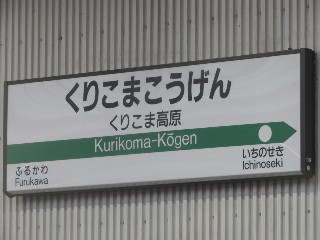 くりこまこうげん
くりこま高原
Kurikoma-Kōgen
ふるかわ
Furukawa
いちのせき
Ichinoseki